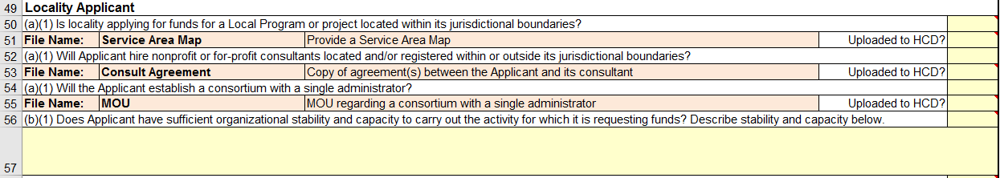 49 Locality Applicant
50 (a)(1) Is locality applying for funds for a Local Program or project located within its jurisdictional boundaries?
51 File Name: Service Area Map Provide a Service Area Map Uploaded to HCD?
52 (a)(1) Will Applicant hire nonprofit or for-profit consultants located and/or registered within or outside its jurisdictional boundaries?
53 File Name: Consult Agreement Copy of agreement(s) between the Applicant and its consultant Uploaded to HCD?
54 (a)(1) Will the Applicant establish a consortium with a single administrator?
55 File Name: MOU MOU regarding a consortium with a single administrator Uploaded to HCD?
56 (b)(1) Does Applicant have sufficient organizational stability and capacity to carry out the activity for which it is requesting funds? Describe stability and capacity below.
57